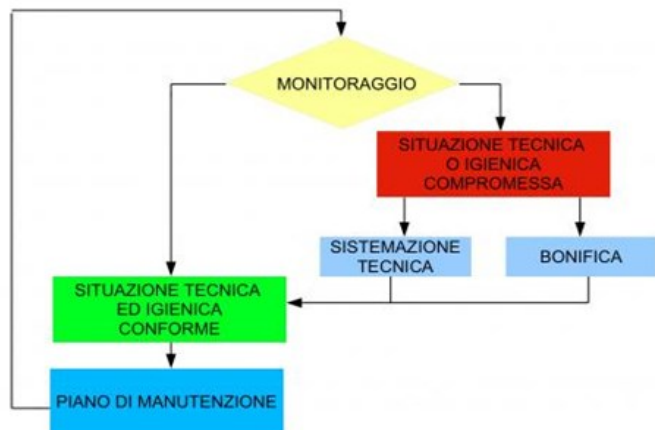 MONITORAGGIO
SITUAZIONE TECNICA
O IGIENICA
COMPROMESSA
SISTEMAZIONE
TECNICA
BONIFICA
SITUAZIONE TECNICA
ED IGIENICA
CONFORME
PIANO DI MANUTENZIONE